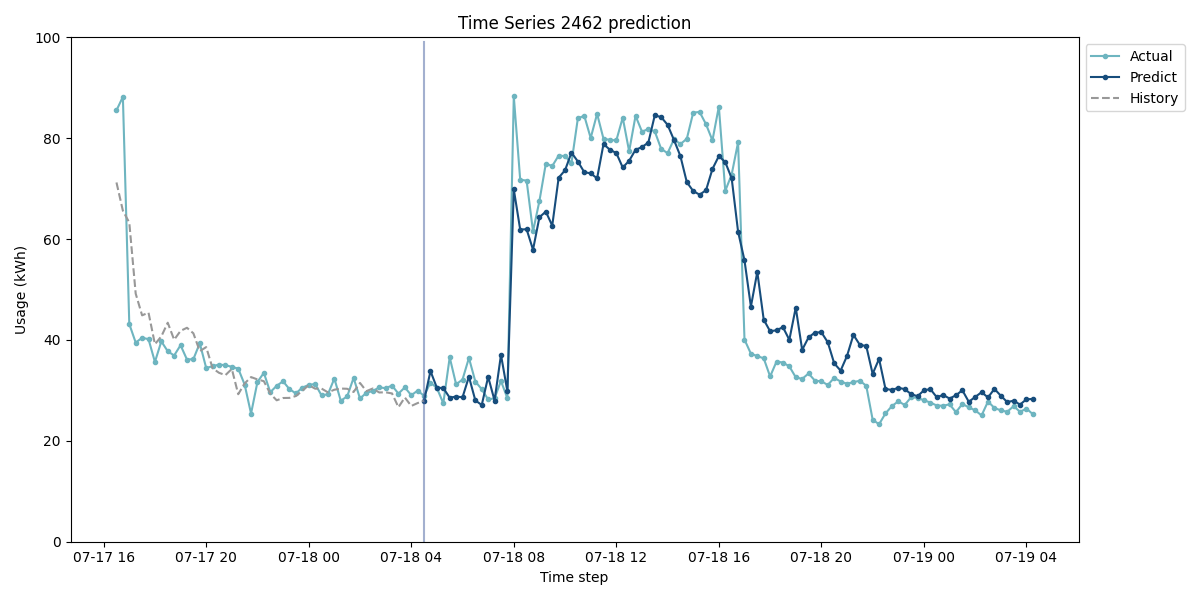 Time Series 2462 prediction
Usage (kWh)
100
80
60
40
20
0
07-17 16
07-17 20
07-18 00
07-18 04
07-18 08
07-18 12
07-18 16
07-18 20
07-19 00
07-19 04
Time step
Actual
Predict
History